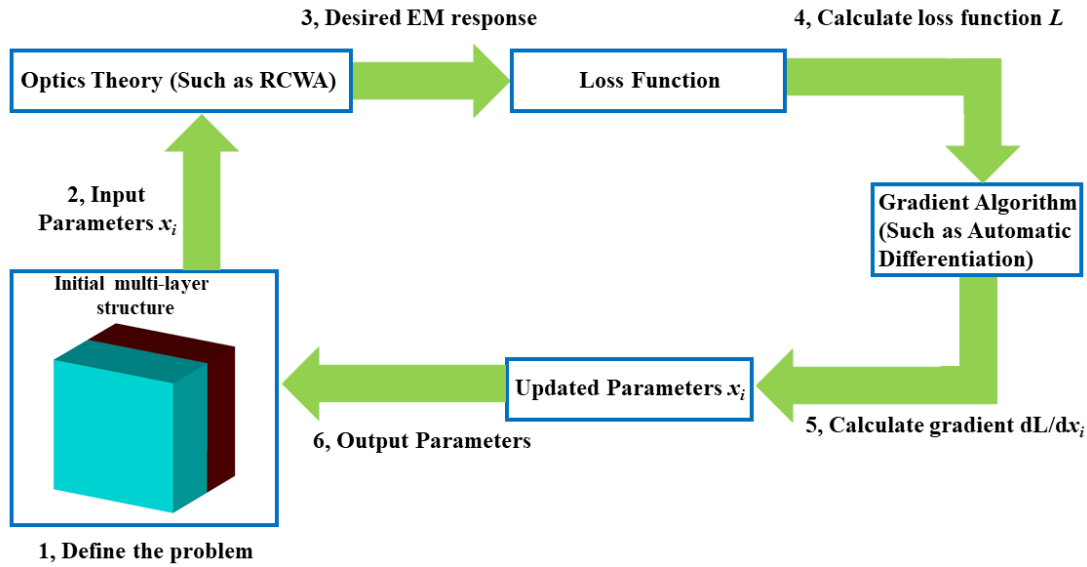 3, Desired EM response
4, Calculate loss function L
Optics Theory (Such as RCWA)
Loss Function
2, Input
Parameters xᵢ
Gradient Algorithm
(Such as Automatic
Differentiation)
Initial multi-layer
structure
Updated Parameters xᵢ
5, Calculate gradient dL/dxᵢ
6, Output Parameters
1, Define the problem